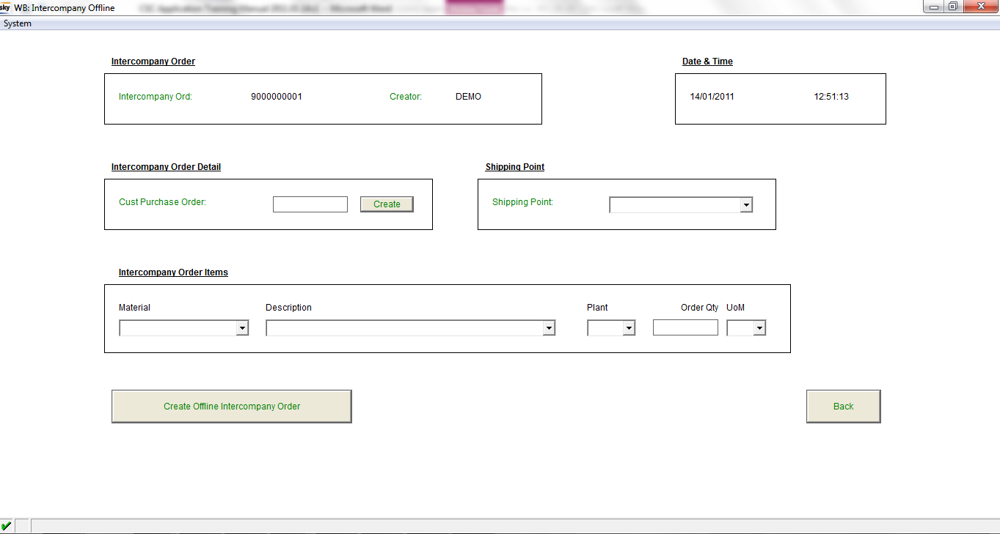 sky WB: Intercompany Offline
System
Intercompany Order
Date & Time
Intercompany Ord: 9000000001 Creator: DEMO
14/01/2011 12:51:13
Intercompany Order Detail
Shipping Point
Cust Purchase Order: Create
Shipping Point:
Intercompany Order Items
Material Description Plant Order Qty UoM
Create Offline Intercompany Order
Back